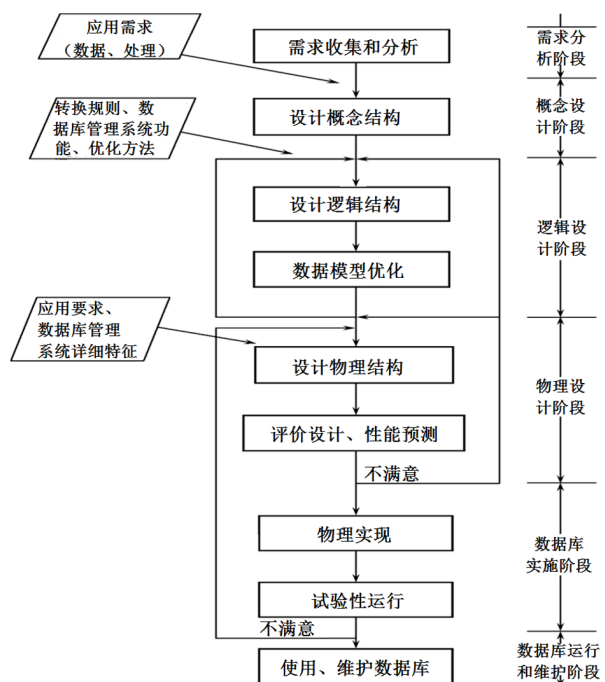 应用需求
（数据、处理）
需求收集和分析
需求分
析阶段
转换规则、数
据库管理系统功
能、优化方法
设计概念结构
概念设
计阶段
设计逻辑结构
数据模型优化
逻辑设
计阶段
应用要求、
数据库管理
系统详细特征
设计物理结构
评价设计、性能预测
不满意
物理设
计阶段
物理实现
试验性运行
不满意
数据库
实施阶段
使用、维护数据库
数据库运行
和维护阶段